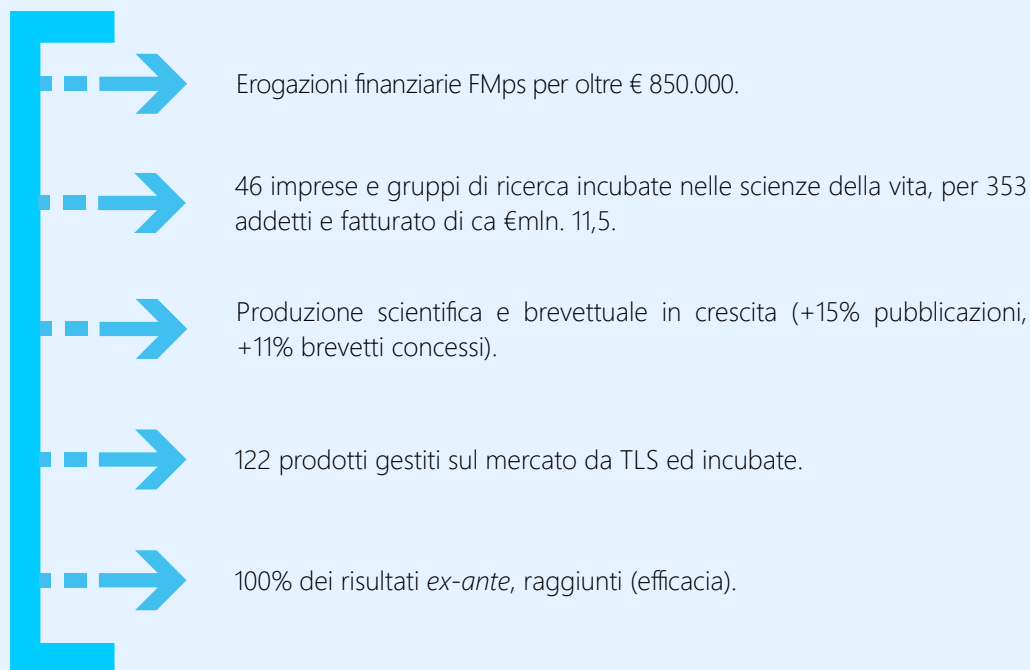 Erogazioni finanziarie FMps per oltre € 850.000.
46 imprese e gruppi di ricerca incubate nelle scienze della vita, per 353
addetti e fatturato di ca €mln. 11,5.
Produzione scientifica e brevettuale in crescita (+15% pubblicazioni,
+11% brevetti concessi).
122 prodotti gestiti sul mercato da TLS ed incubate.
100% dei risultati ex-ante, raggiunti (efficacia).